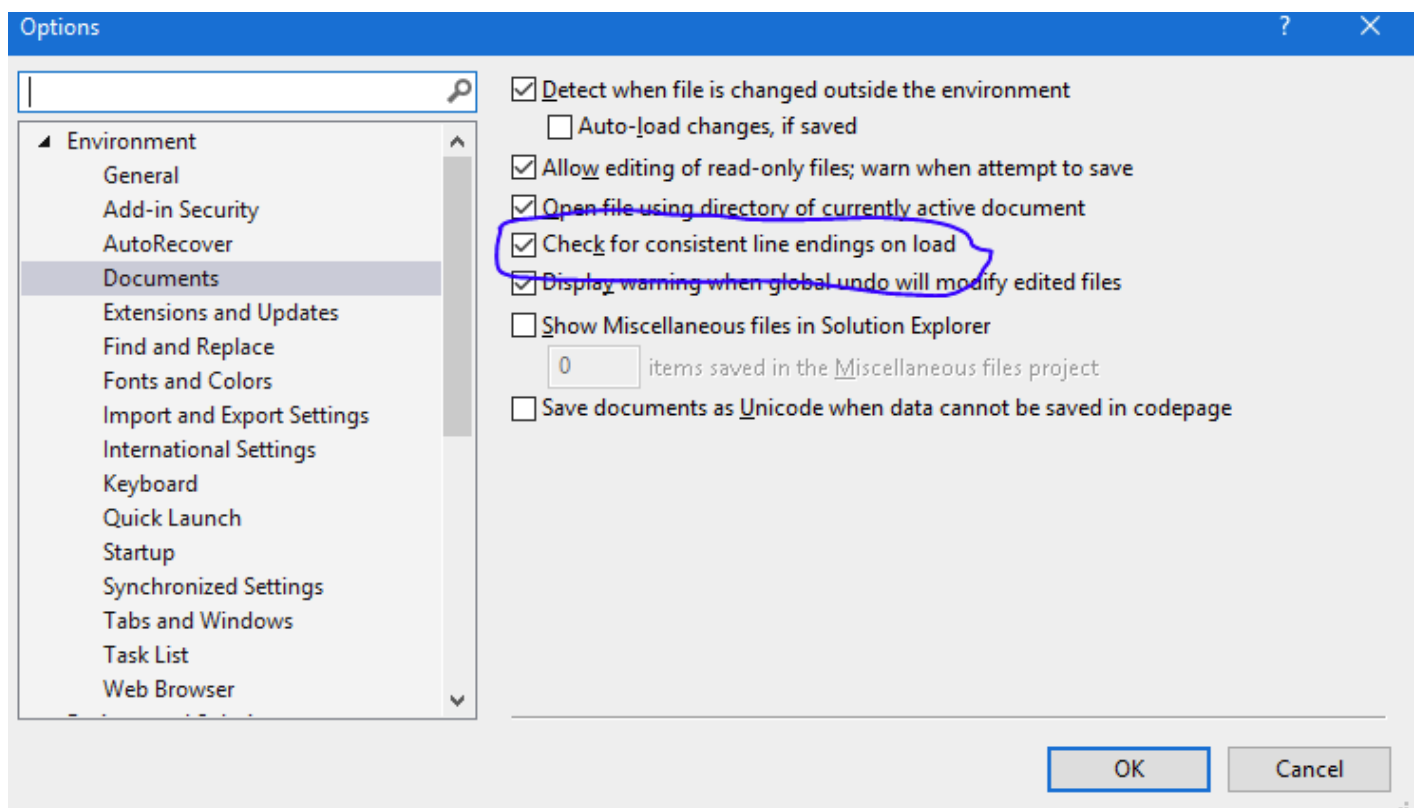 Options
?
Environment
General
Add-in Security
AutoRecover
Documents
Extensions and Updates
Find and Replace
Fonts and Colors
Import and Export Settings
International Settings
Keyboard
Quick Launch
Startup
Synchronized Settings
Tabs and Windows
Task List
Web Browser
Detect when file is changed outside the environment
Auto-load changes, if saved
Allow editing of read-only files; warn when attempt to save
Open file using directory of currently active document
Check for consistent line endings on load
Display warning when global undo will modify edited files
Show Miscellaneous files in Solution Explorer
0 items saved in the Miscellaneous files project
Save documents as Unicode when data cannot be saved in codepage
OK
Cancel